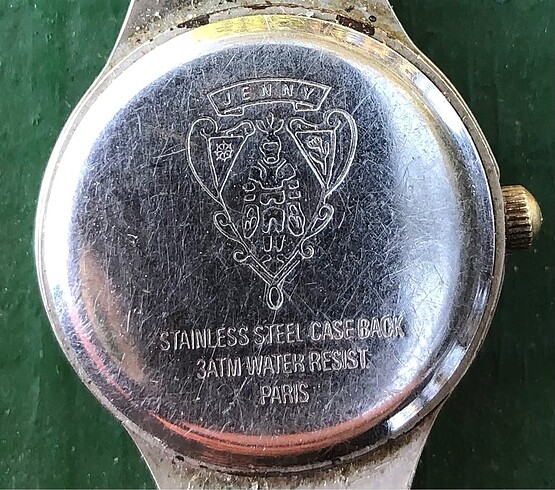 JENNY
STAINLESS STEEL CASE BACK
3ATM WATER RESIST.
PARIS